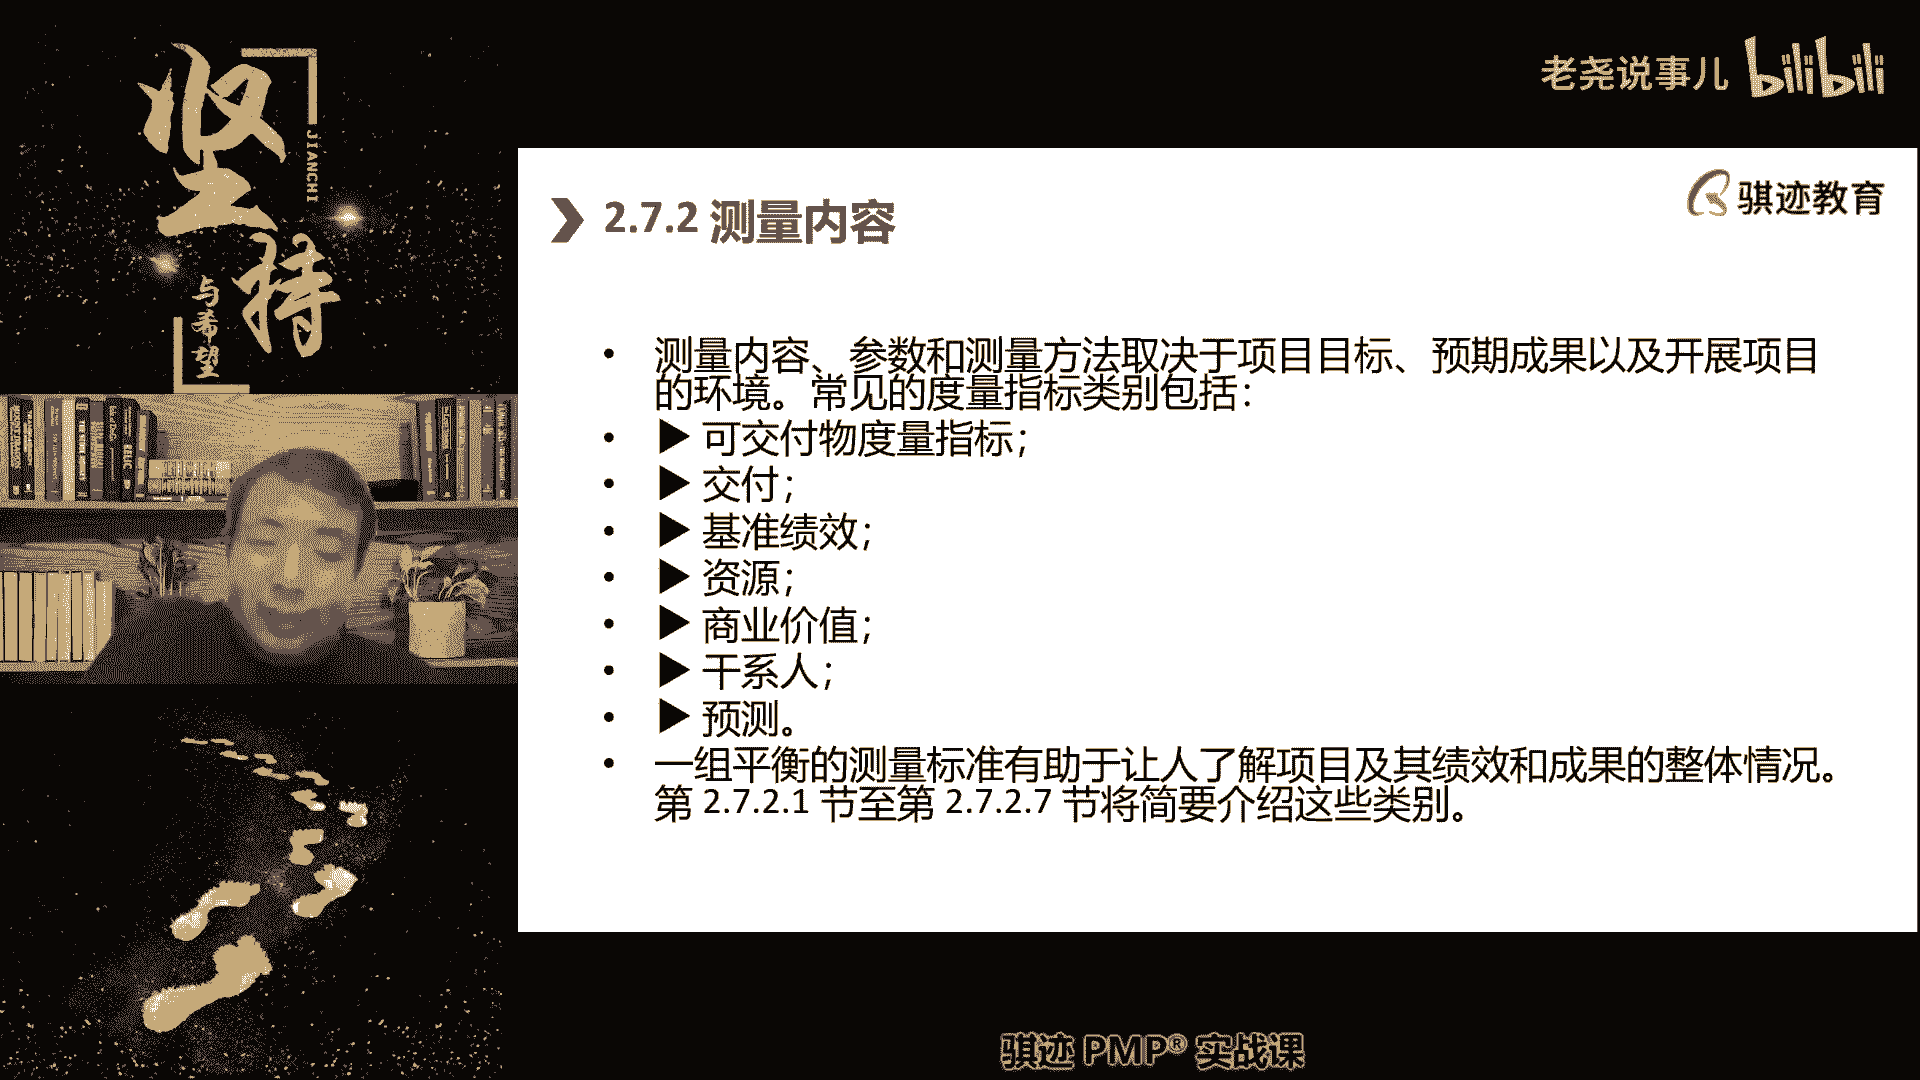 坚持
JIANCHI
与希望
老尧说事儿 bilibili
骐迹教育
2.7.2 测量内容
• 测量内容、参数和测量方法取决于项目目标、预期成果以及开展项目
的环境。常见的度量指标类别包括：
• ▶ 可交付物度量指标；
• ▶ 交付；
• ▶ 基准绩效；
• ▶ 资源；
• ▶ 商业价值；
• ▶ 干系人；
• ▶ 预测。
• 一组平衡的测量标准有助于让人了解项目及其绩效和成果的整体情况。
第 2.7.2.1 节至第 2.7.2.7 节将简要介绍这些类别。
骐迹 PMP® 实战课